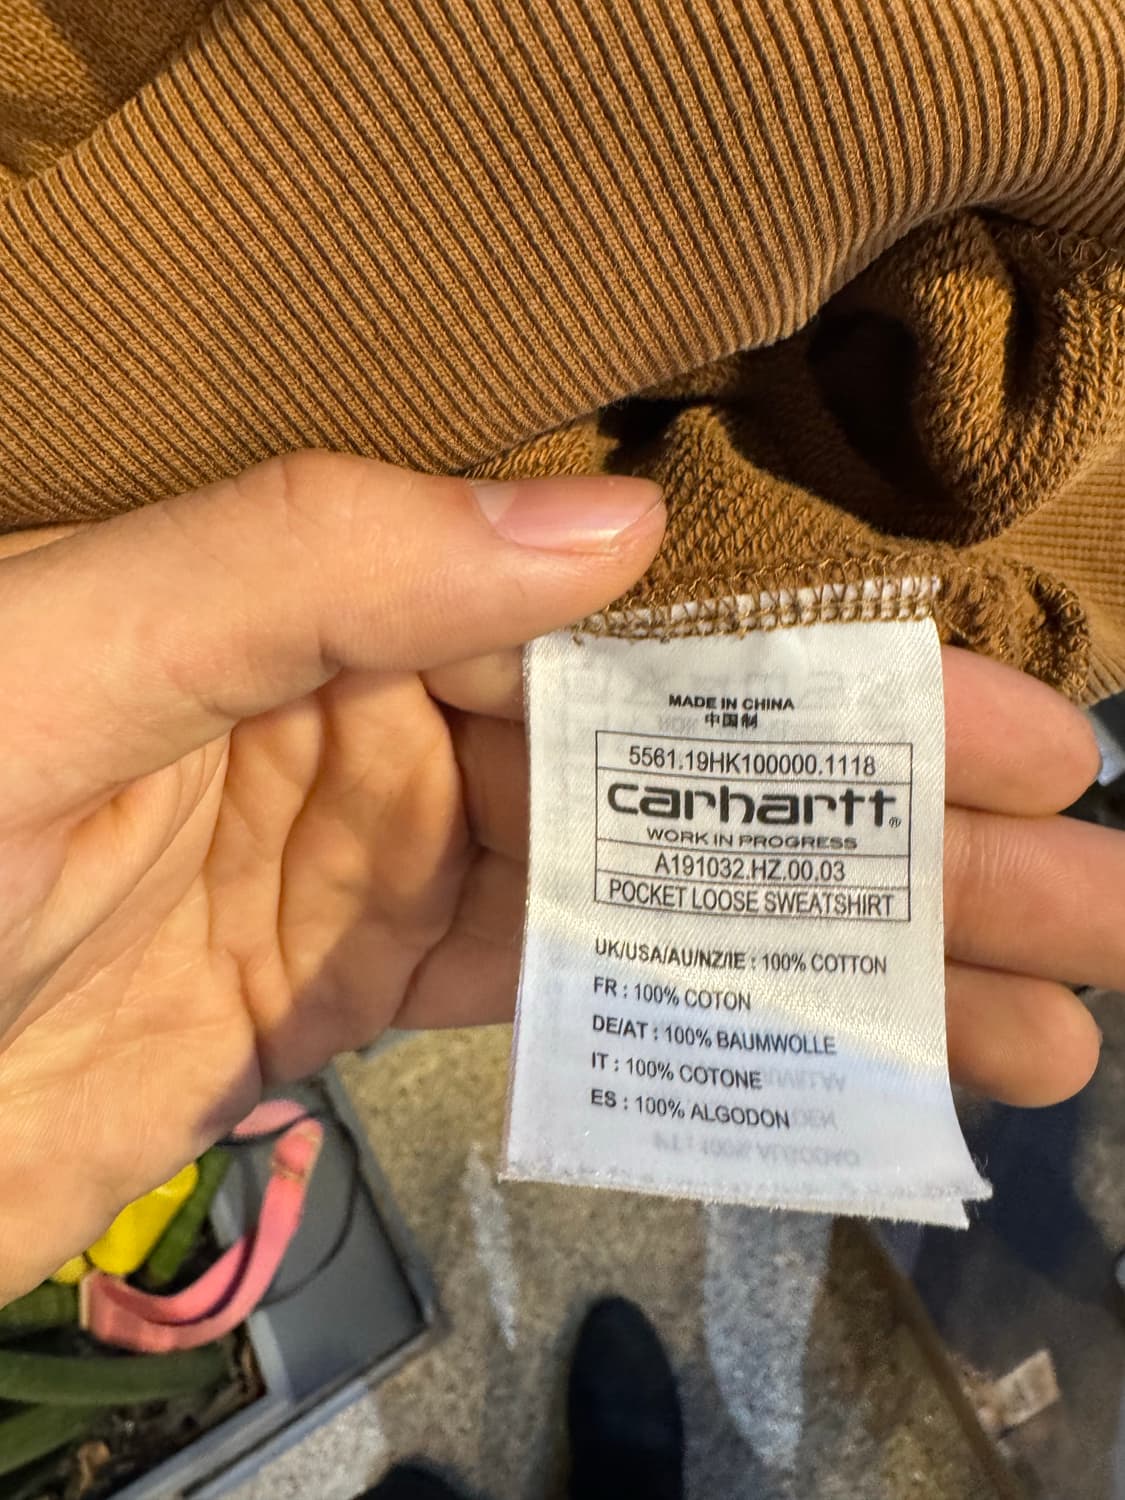 MADE IN CHINA
中国制
5561.19HK100000.1118
carhartt®
WORK IN PROGRESS
A191032.HZ.00.03
POCKET LOOSE SWEATSHIRT
UK/USA/AU/NZ/IE : 100% COTTON
FR : 100% COTON
DE/AT : 100% BAUMWOLLE
IT : 100% COTONE
ES : 100% ALGODON